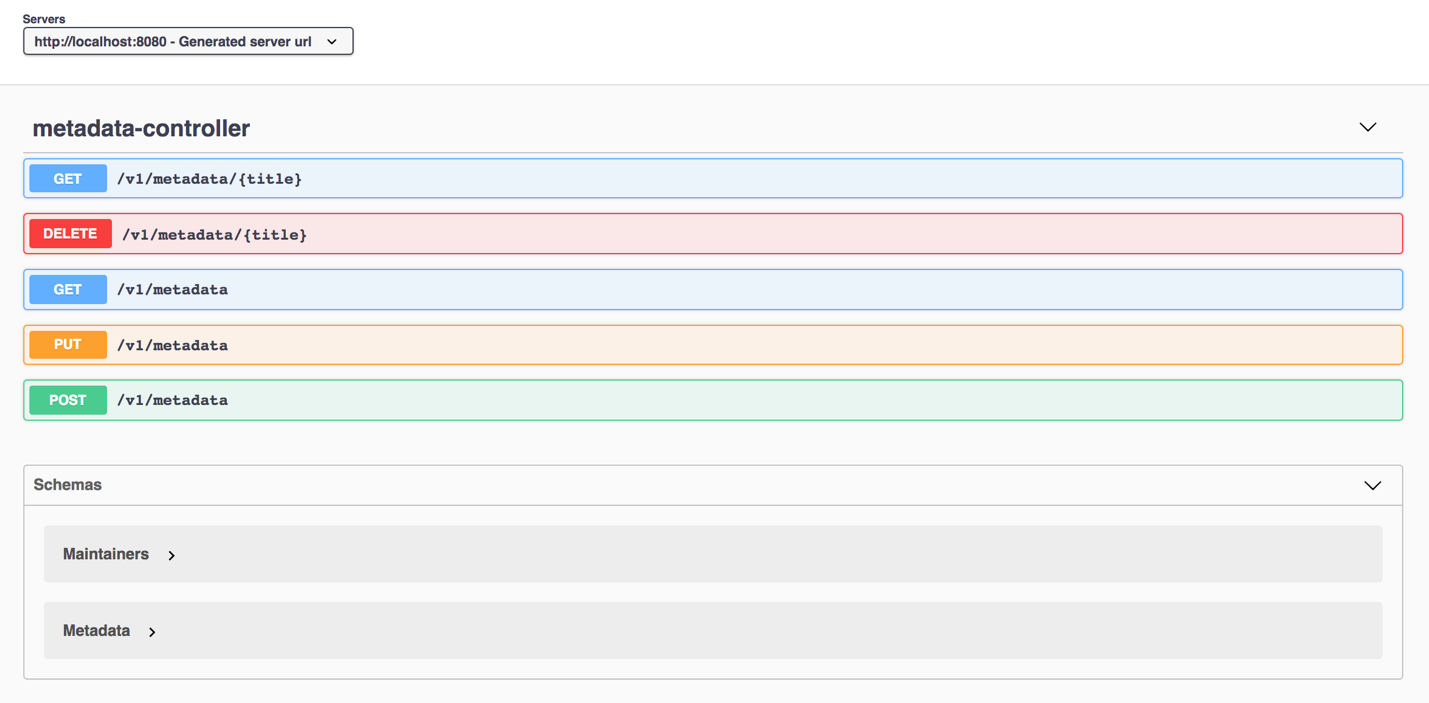 Servers
http://localhost:8080 - Generated server url
metadata-controller
GET /v1/metadata/{title}
DELETE /v1/metadata/{title}
GET /v1/metadata
PUT /v1/metadata
POST /v1/metadata
Schemas
Maintainers
Metadata